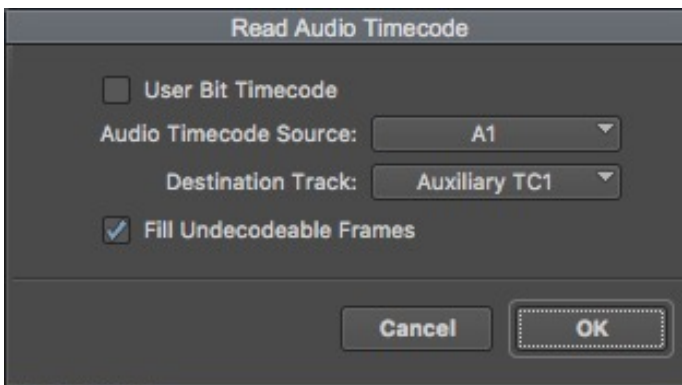 Read Audio Timecode
User Bit Timecode
Audio Timecode Source: A1
Destination Track: Auxiliary TC1
Fill Undecodeable Frames
Cancel OK